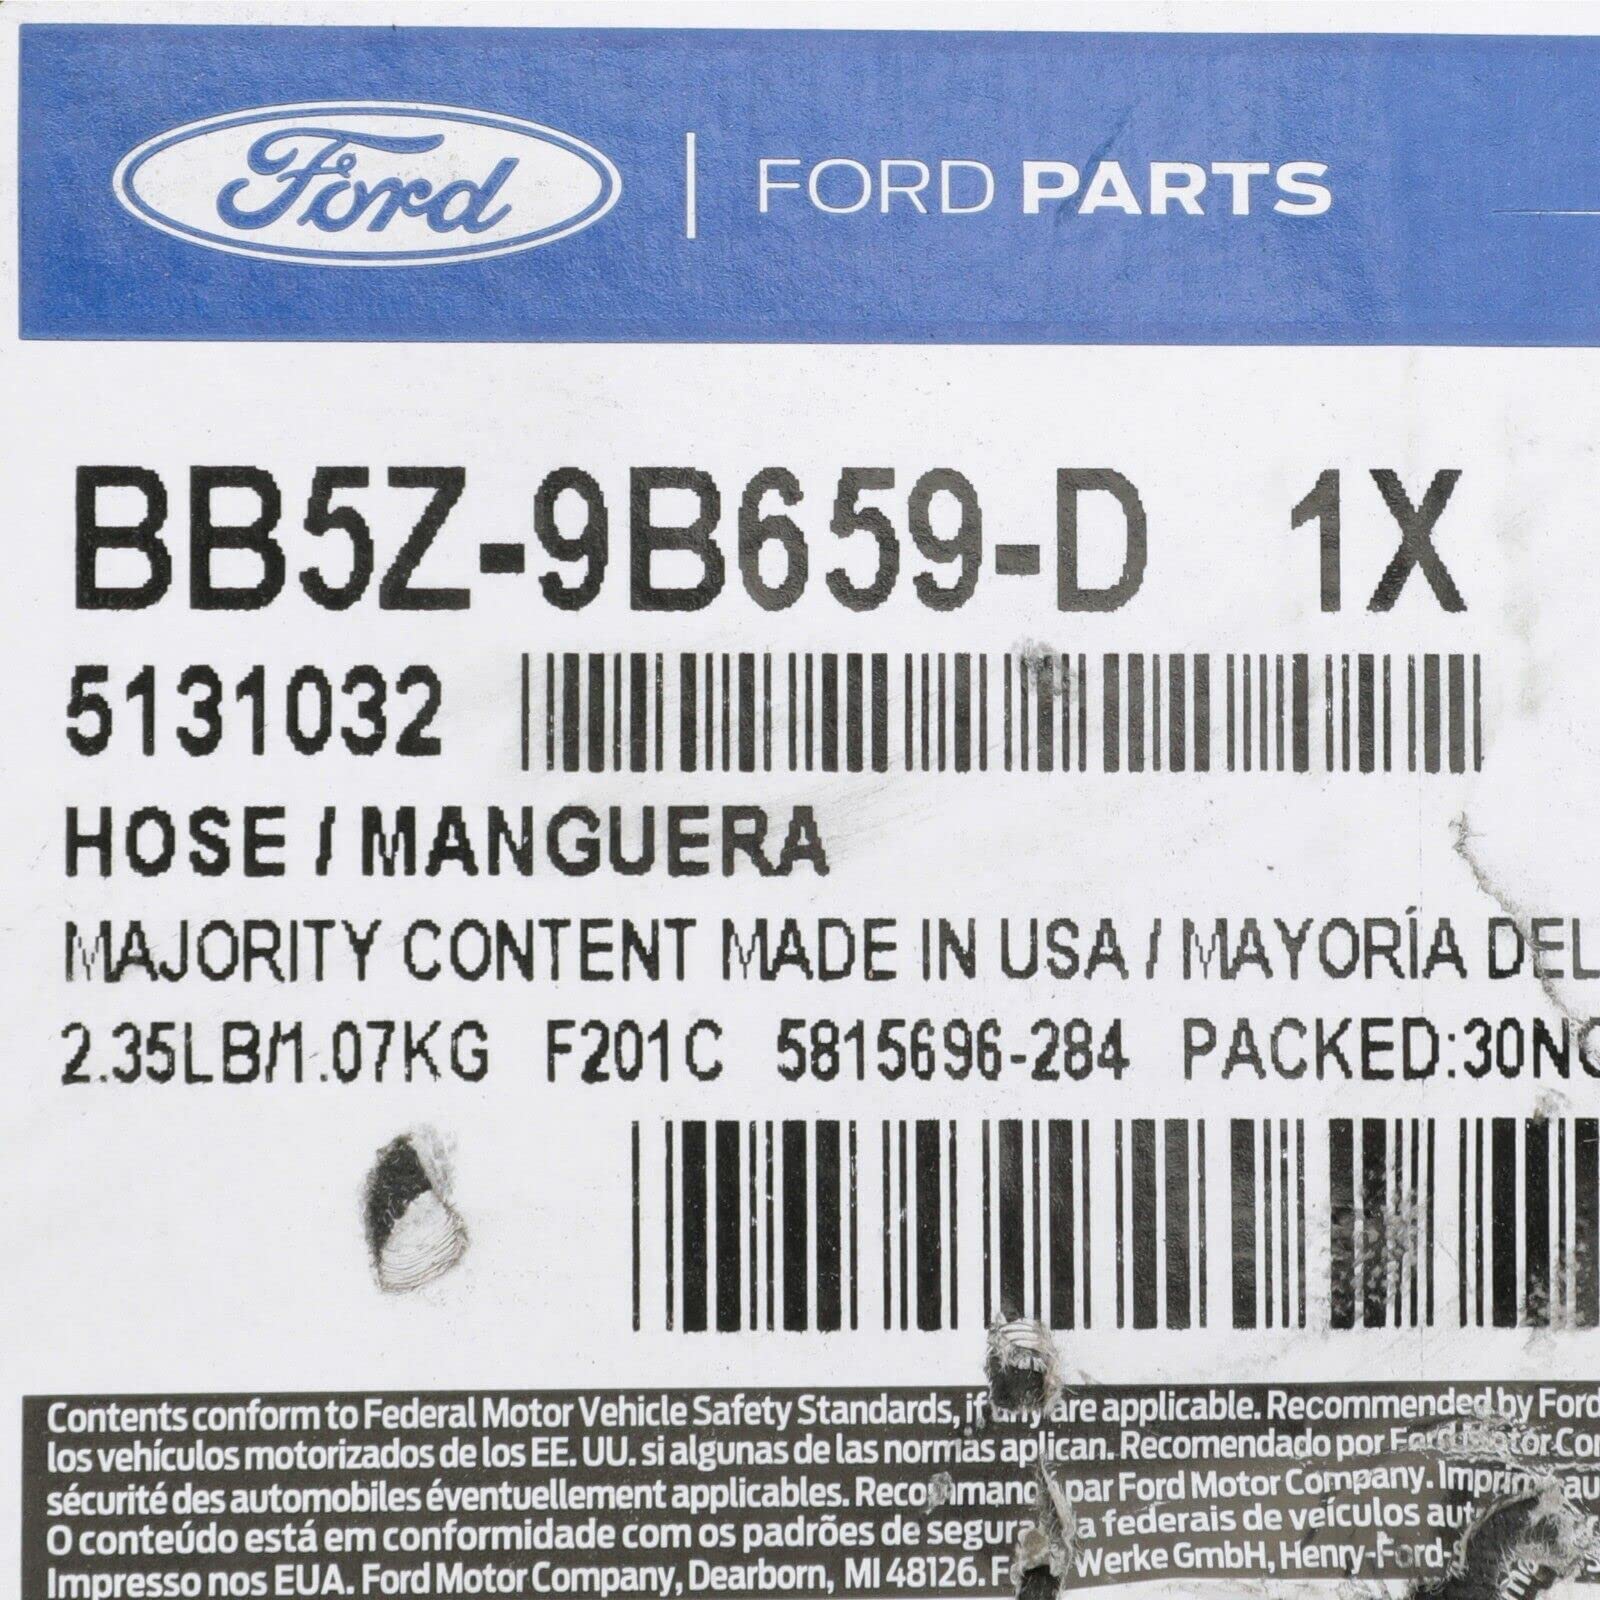 Ford | FORD PARTS
BB5Z-9B659-D 1X
5131032
HOSE / MANGUERA
MAJORITY CONTENT MADE IN USA / MAYORÍA DEL
2.35LB/1.07KG F201C 5815696-284 PACKED:30NO
Contents conform to Federal Motor Vehicle Safety Standards, if any are applicable. Recommended by Ford
los vehículos motorizados de los EE. UU. si algunas de las normas aplican. Recomendado por Ford Motor Co
sécurité des automobiles éventuellement applicables. par Ford Motor Company.
O conteúdo está em conformidade com os padrões de federais de veículos
Impresso nos EUA. Ford Motor Company, Dearborn, MI 48126. Werke GmbH, Henry-Ford-